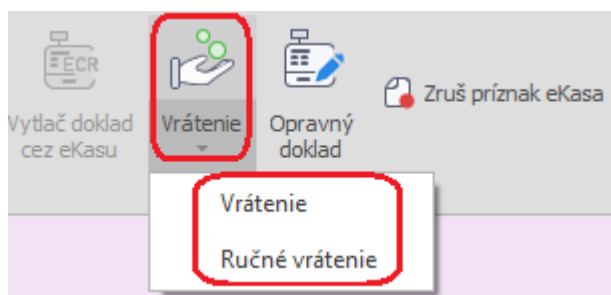 ECR
Vytlač doklad
cez eKasu
Vrátenie
Opravný
doklad
Zruš príznak eKasa
Vrátenie
Ručné vrátenie